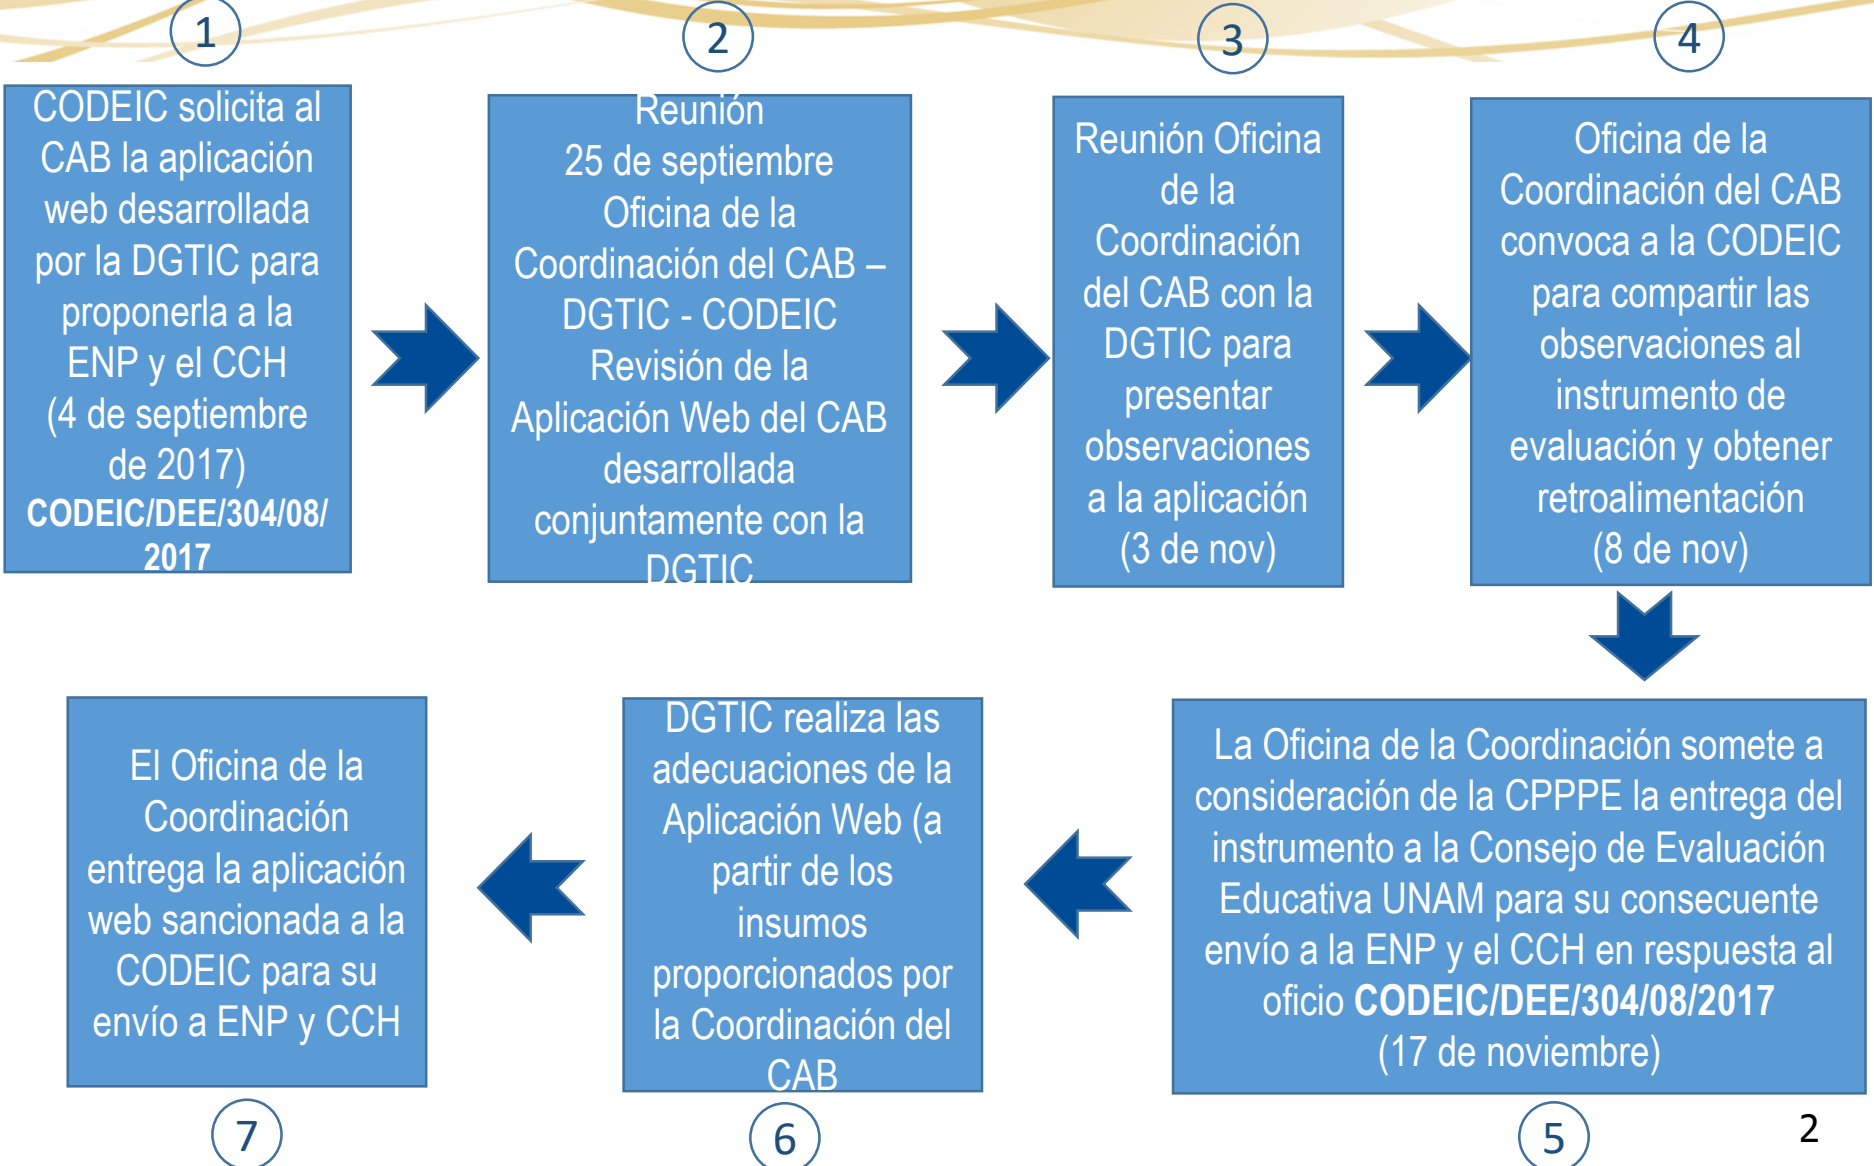 1
CODEIC solicita al
CAB la aplicación
web desarrollada
por la DGTIC para
proponerla a la
ENP y el CCH
(4 de septiembre
de 2017)
CODEIC/DEE/304/08/
2017
2
Reunión
25 de septiembre
Oficina de la
Coordinación del CAB –
DGTIC - CODEIC
Revisión de la
Aplicación Web del CAB
desarrollada
conjuntamente con la
DGTIC
3
Reunión Oficina
de la
Coordinación
del CAB con la
DGTIC para
presentar
observaciones
a la aplicación
(3 de nov)
4
Oficina de la
Coordinación del CAB
convoca a la CODEIC
para compartir las
observaciones al
instrumento de
evaluación y obtener
retroalimentación
(8 de nov)
La Oficina de la Coordinación somete a
consideración de la CPPPE la entrega del
instrumento a la Consejo de Evaluación
Educativa UNAM para su consecuente
envío a la ENP y el CCH en respuesta al
oficio CODEIC/DEE/304/08/2017
(17 de noviembre)
5
DGTIC realiza las
adecuaciones de la
Aplicación Web (a
partir de los
insumos
proporcionados por
la Coordinación del
CAB
6
El Oficina de la
Coordinación
entrega la aplicación
web sancionada a la
CODEIC para su
envío a ENP y CCH
7
2